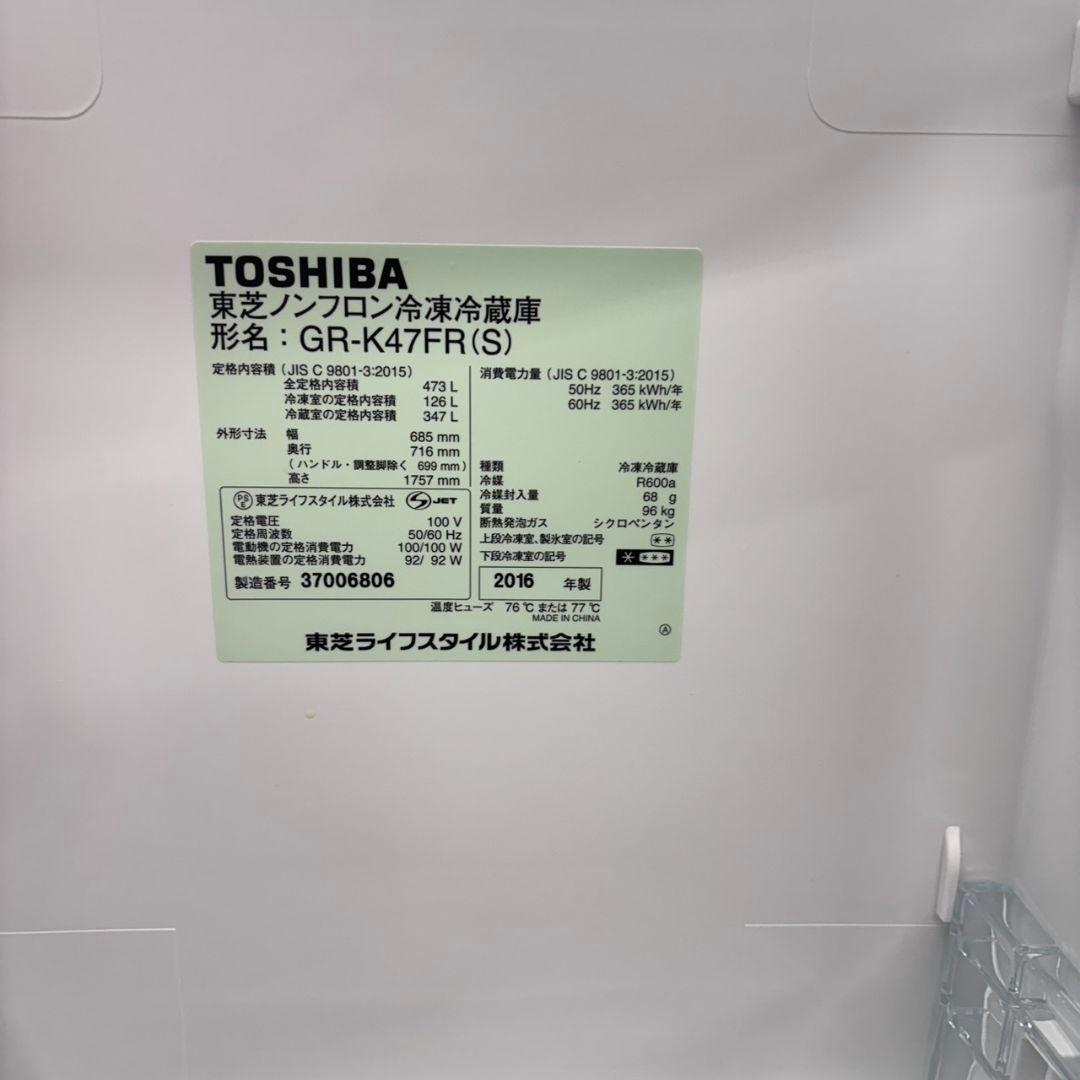 TOSHIBA
東芝ノンフロン冷凍冷蔵庫
形名：GR-K47FR(S)
定格内容積（JIS C 9801-3:2015）
全定格内容積 473 L
冷凍室の定格内容積 126 L
冷蔵室の定格内容積 347 L
外形寸法 幅 685 mm
奥行 716 mm
（ハンドル・調整脚除く 699 mm）
高さ 1757 mm
PSE 東芝ライフスタイル株式会社 JET
定格電圧 100 V
定格周波数 50/60 Hz
電動機の定格消費電力 100/100 W
電熱装置の定格消費電力 92/ 92 W
製造番号 37006806
消費電力量（JIS C 9801-3:2015）
50Hz 365 kWh/年
60Hz 365 kWh/年
種類 冷凍冷蔵庫
冷媒 R600a
冷媒封入量 68 g
質量 96 kg
断熱発泡ガス シクロペンタン
上段冷凍室、製氷室の記号 **
下段冷凍室の記号 * ***
2016 年製
温度ヒューズ 76℃または77℃
MADE IN CHINA
東芝ライフスタイル株式会社
Ⓐ